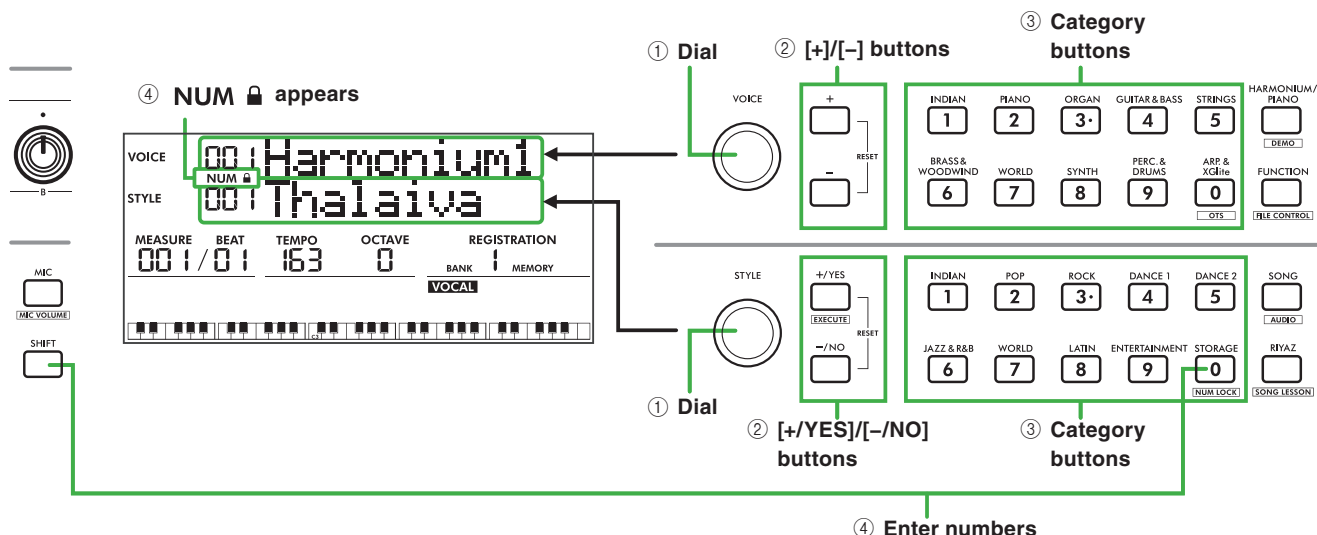 ③ Category
buttons
① Dial
② [+]/[–] buttons
④ NUM appears
B
VOICE 001 Harmonium1
NUM
STYLE 001 Thalaiva
MEASURE BEAT TEMPO OCTAVE REGISTRATION
001/01 163 0 BANK 1 MEMORY
VOCAL
C3
MIC
MIC VOLUME
SHIFT
VOICE
+
RESET
–
INDIAN PIANO ORGAN GUITAR & BASS STRINGS
1 2 3· 4 5
BRASS & WOODWIND WORLD SYNTH PERC. & DRUMS ARP. & XGlite
6 7 8 9 0
OTS
HARMONIUM/
PIANO
DEMO
FUNCTION
FILE CONTROL
STYLE
+/YES
EXECUTE
RESET
–/NO
INDIAN POP ROCK DANCE 1 DANCE 2
1 2 3· 4 5
JAZZ & R&B WORLD LATIN ENTERTAINMENT STORAGE
6 7 8 9 0
NUM LOCK
SONG
AUDIO
RIYAZ
SONG LESSON
① Dial
② [+/YES]/[–/NO]
buttons
③ Category
buttons
④ Enter numbers